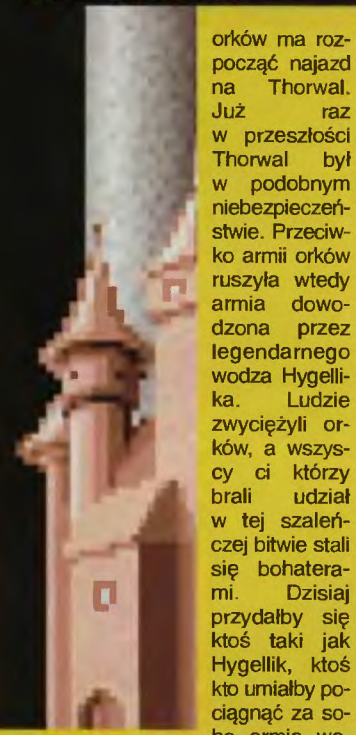 orków ma roz-
począć najazd
na Thorwal.
Już raz
w przeszłości
Thorwal był
w podobnym
niebezpieczeń-
stwie. Przeciw-
ko armii orków
ruszyła wtedy
armia dowo-
dzona przez
legendarnego
wodza Hygelli-
ka. Ludzie
zwyciężyli or-
ków, a wszys-
cy ci którzy
brali udział
w tej szaleń-
czej bitwie stali
się bohatera-
mi. Dzisiaj
przydałby się
ktoś taki jak
Hygellik, ktoś
kto umiałby po-
ciągnąć za so-